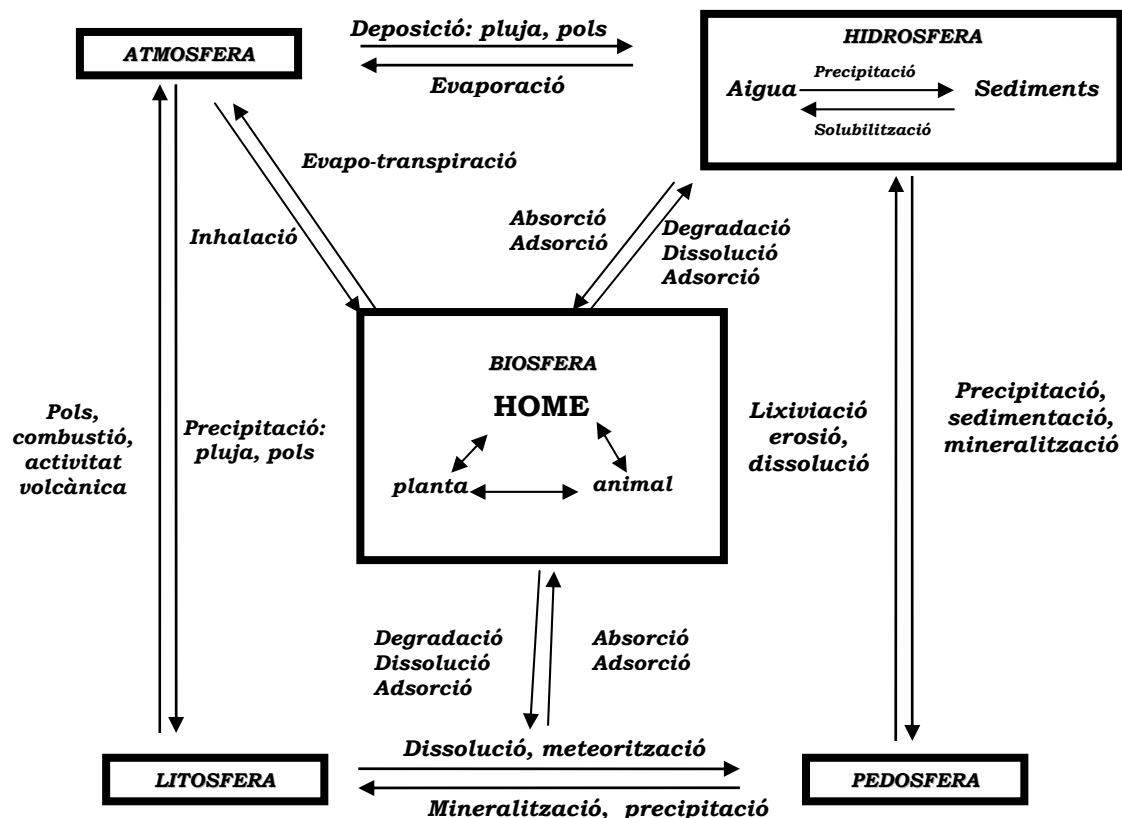 Deposició: pluja, pols
ATMOSFERA
Evaporació
HIDROSFERA
Precipitació
Aigua
Sediments
Solubilització
Evapo-transpiració
Inhalació
Absorció
Adsorció
Degradació
Dissolució
Adsorció
BIOSFERA
HOME
planta
animal
Pols,
combustió,
activitat
volcànica
Precipitació:
pluja, pols
Lixiviació
erosió,
dissolució
Precipitació,
sedimentació,
mineralització
Degradació
Dissolució
Adsorció
Absorció
Adsorció
Dissolució, meteorització
LITOSFERA
PEDOSFERA
Mineralització, precipitació